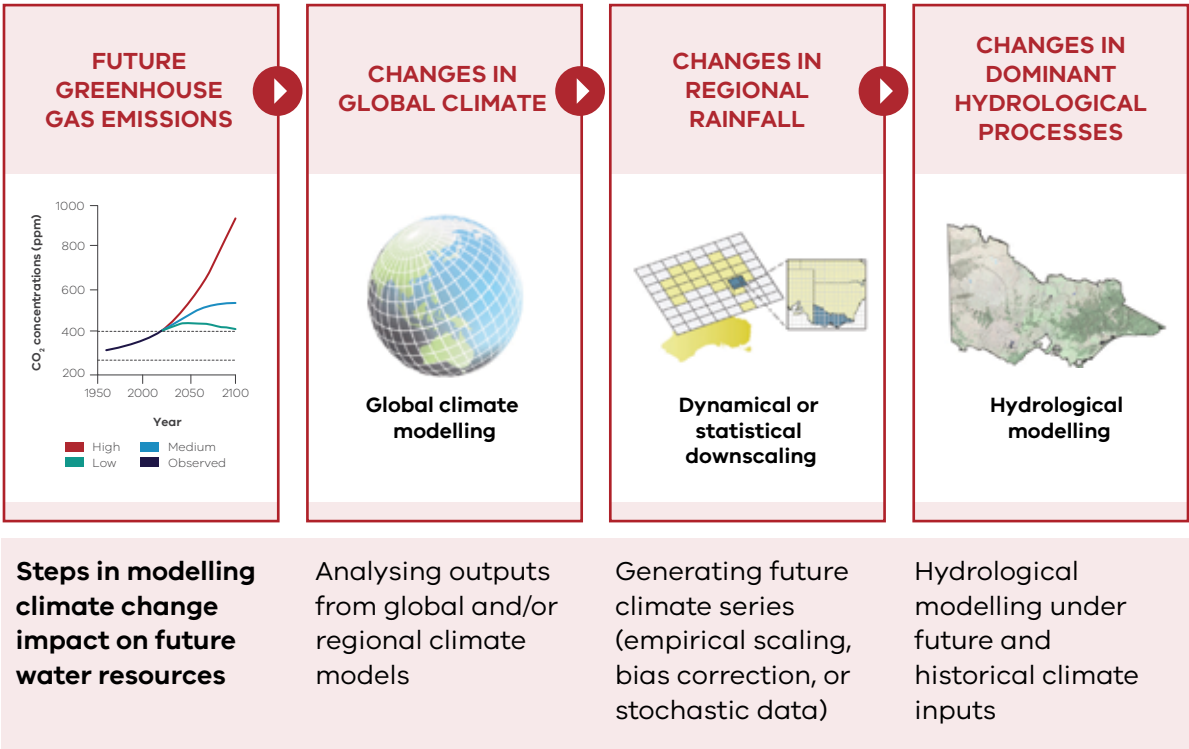 FUTURE
GREENHOUSE
GAS EMISSIONS
CO₂ concentrations (ppm)
1000
800
600
400
200
1950 2000 2050 2100
Year
High Medium
Low Observed
CHANGES IN
GLOBAL CLIMATE
Global climate
modelling
CHANGES IN
REGIONAL
RAINFALL
Dynamical or
statistical
downscaling
CHANGES IN
DOMINANT
HYDROLOGICAL
PROCESSES
Hydrological
modelling
Steps in modelling
climate change
impact on future
water resources
Analysing outputs
from global and/or
regional climate
models
Generating future
climate series
(empirical scaling,
bias correction, or
stochastic data)
Hydrological
modelling under
future and
historical climate
inputs